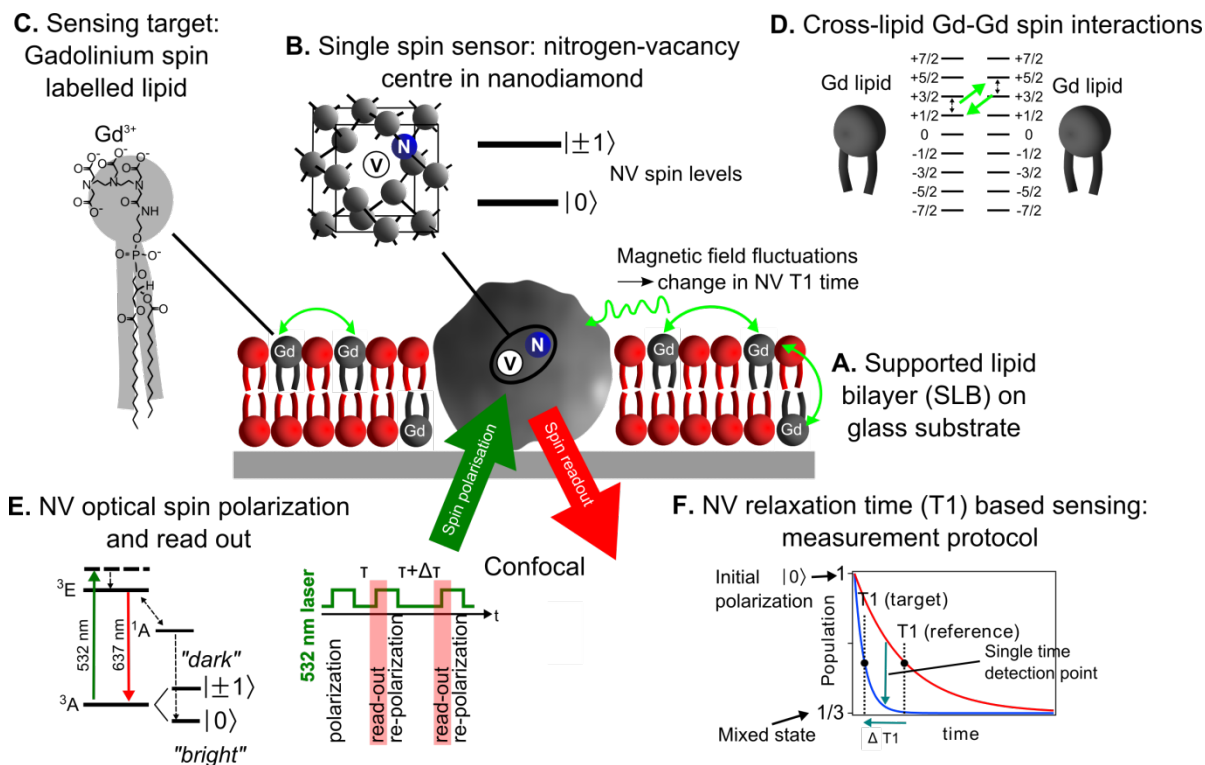 C. Sensing target:
Gadolinium spin
labelled lipid
Gd³⁺
O⁻
O
O⁻
O
O
O⁻
N
N
N
O
O⁻
O
O⁻
O
NH
O
O=P-O⁻
O
H
O
O
O
B. Single spin sensor: nitrogen-vacancy
centre in nanodiamond
N
V
|±1⟩
NV spin levels
|0⟩
D. Cross-lipid Gd-Gd spin interactions
Gd lipid
Gd lipid
+7/2
+5/2
+3/2
+1/2
0
-1/2
-3/2
-5/2
-7/2
+7/2
+5/2
+3/2
+1/2
0
-1/2
-3/2
-5/2
-7/2
Magnetic field fluctuations
→ change in NV T1 time
Gd
Gd
Gd
V
N
Gd
Gd
Gd
A. Supported lipid
bilayer (SLB) on
glass substrate
Spin polarisation
Spin readout
E. NV optical spin polarization
and read out
³E
¹A
³A
532 nm
637 nm
"dark"
|±1⟩
|0⟩
"bright"
532 nm laser
τ
τ+Δτ
t
polarization
read-out
re-polarization
read-out
re-polarization
Confocal
F. NV relaxation time (T1) based sensing:
measurement protocol
Initial |0⟩
polarization
1
Population
1/3
Mixed state
T1 (target)
T1 (reference)
Single time
detection point
Δ T1
time